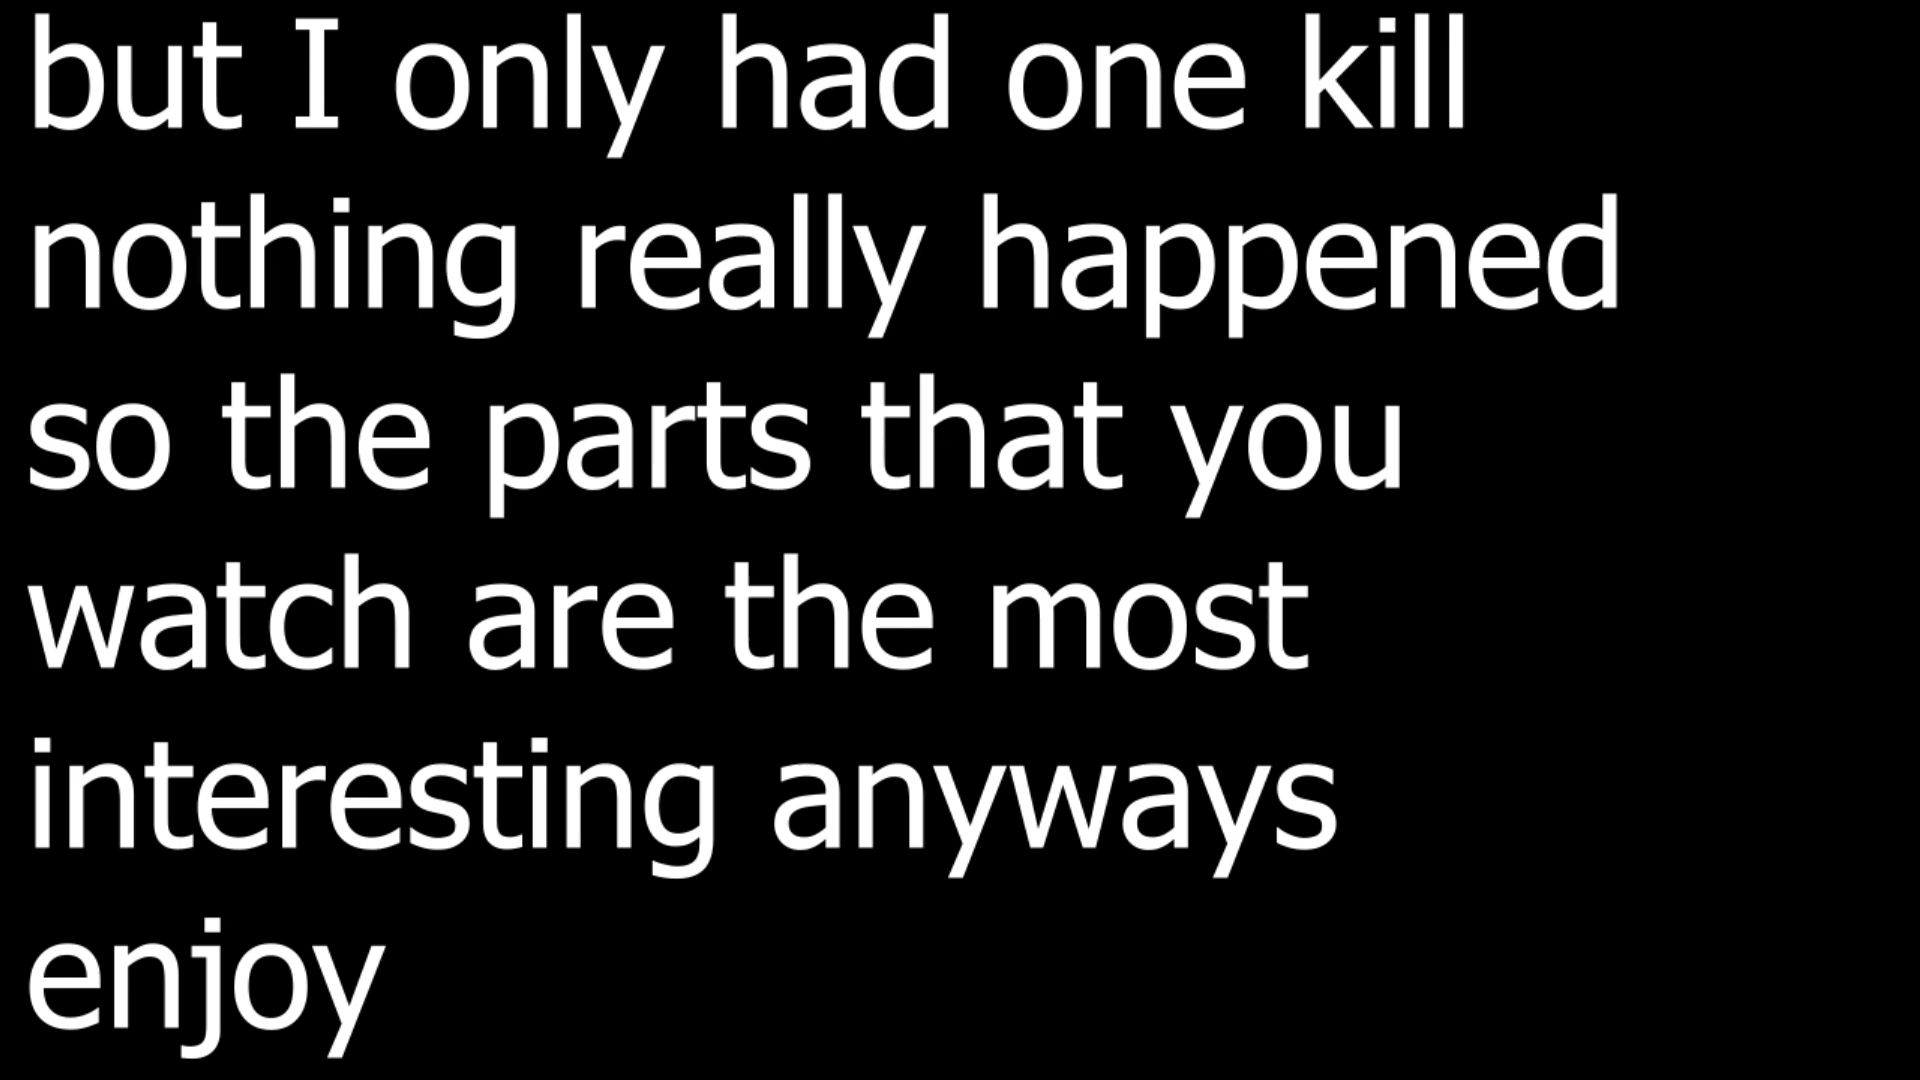 but I only had one kill
nothing really happened
so the parts that you
watch are the most
interesting anyways
enjoy